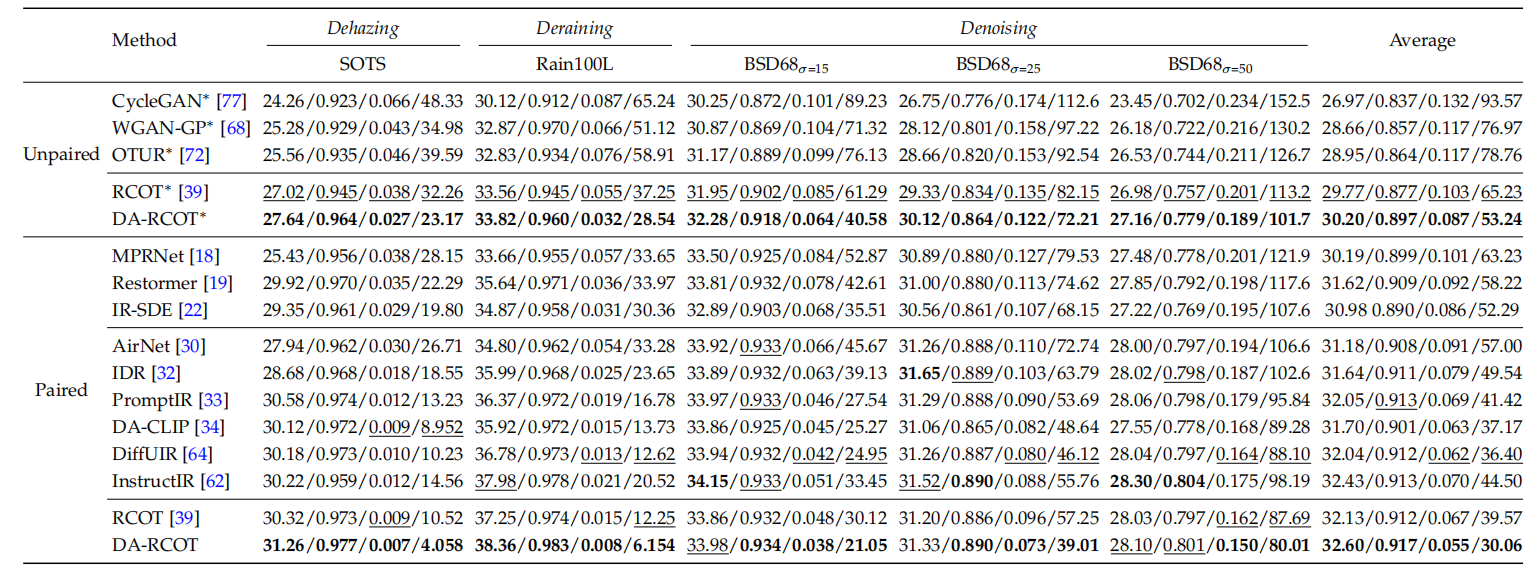 Method Dehazing Deraining Denoising Average
SOTS Rain100L BSD68σ=15 BSD68σ=25 BSD68σ=50
CycleGAN* [77] 24.26/0.923/0.066/48.33 30.12/0.912/0.087/65.24 30.25/0.872/0.101/89.23 26.75/0.776/0.174/112.6 23.45/0.702/0.234/152.5 26.97/0.837/0.132/93.57
WGAN-GP* [68] 25.28/0.929/0.043/34.98 32.87/0.970/0.066/51.12 30.87/0.869/0.104/71.32 28.12/0.801/0.158/97.22 26.18/0.722/0.216/130.2 28.66/0.857/0.117/76.97
Unpaired OTUR* [72] 25.56/0.935/0.046/39.59 32.83/0.934/0.076/58.91 31.17/0.889/0.099/76.13 28.66/0.820/0.153/92.54 26.53/0.744/0.211/126.7 28.95/0.864/0.117/78.76
RCOT* [39] 27.02/0.945/0.038/32.26 33.56/0.945/0.055/37.25 31.95/0.902/0.085/61.29 29.33/0.834/0.135/82.15 26.98/0.757/0.201/113.2 29.77/0.877/0.103/65.23
DA-RCOT* 27.64/0.964/0.027/23.17 33.82/0.960/0.032/28.54 32.28/0.918/0.064/40.58 30.12/0.864/0.122/72.21 27.16/0.779/0.189/101.7 30.20/0.897/0.087/53.24
MPRNet [18] 25.43/0.956/0.038/28.15 33.66/0.955/0.057/33.65 33.50/0.925/0.084/52.87 30.89/0.880/0.127/79.53 27.48/0.778/0.201/121.9 30.19/0.899/0.101/63.23
Restormer [19] 29.92/0.970/0.035/22.29 35.64/0.971/0.036/33.97 33.81/0.932/0.078/42.61 31.00/0.880/0.113/74.62 27.85/0.792/0.198/117.6 31.62/0.909/0.092/58.22
IR-SDE [22] 29.35/0.961/0.029/19.80 34.87/0.958/0.031/30.36 32.89/0.903/0.068/35.51 30.56/0.861/0.107/68.15 27.22/0.769/0.195/107.6 30.98 0.890/0.086/52.29
AirNet [30] 27.94/0.962/0.030/26.71 34.80/0.962/0.054/33.28 33.92/0.933/0.066/45.67 31.26/0.888/0.110/72.74 28.00/0.797/0.194/106.6 31.18/0.908/0.091/57.00
IDR [32] 28.68/0.968/0.018/18.55 35.99/0.968/0.025/23.65 33.89/0.932/0.063/39.13 31.65/0.889/0.103/63.79 28.02/0.798/0.187/102.6 31.64/0.911/0.079/49.54
Paired PromptIR [33] 30.58/0.974/0.012/13.23 36.37/0.972/0.019/16.78 33.97/0.933/0.046/27.54 31.29/0.888/0.090/53.69 28.06/0.798/0.179/95.84 32.05/0.913/0.069/41.42
DA-CLIP [34] 30.12/0.972/0.009/8.952 35.92/0.972/0.015/13.73 33.86/0.925/0.045/25.27 31.06/0.865/0.082/48.64 27.55/0.778/0.168/89.28 31.70/0.901/0.063/37.17
DiffUIR [64] 30.18/0.973/0.010/10.23 36.78/0.973/0.013/12.62 33.94/0.932/0.042/24.95 31.26/0.887/0.080/46.12 28.04/0.797/0.164/88.10 32.04/0.912/0.062/36.40
InstructIR [62] 30.22/0.959/0.012/14.56 37.98/0.978/0.021/20.52 34.15/0.933/0.051/33.45 31.52/0.890/0.088/55.76 28.30/0.804/0.175/98.19 32.43/0.913/0.070/44.50
RCOT [39] 30.32/0.973/0.009/10.52 37.25/0.974/0.015/12.25 33.86/0.932/0.048/30.12 31.20/0.886/0.096/57.25 28.03/0.797/0.162/87.69 32.13/0.912/0.067/39.57
DA-RCOT 31.26/0.977/0.007/4.058 38.36/0.983/0.008/6.154 33.98/0.934/0.038/21.05 31.33/0.890/0.073/39.01 28.10/0.801/0.150/80.01 32.60/0.917/0.055/30.06